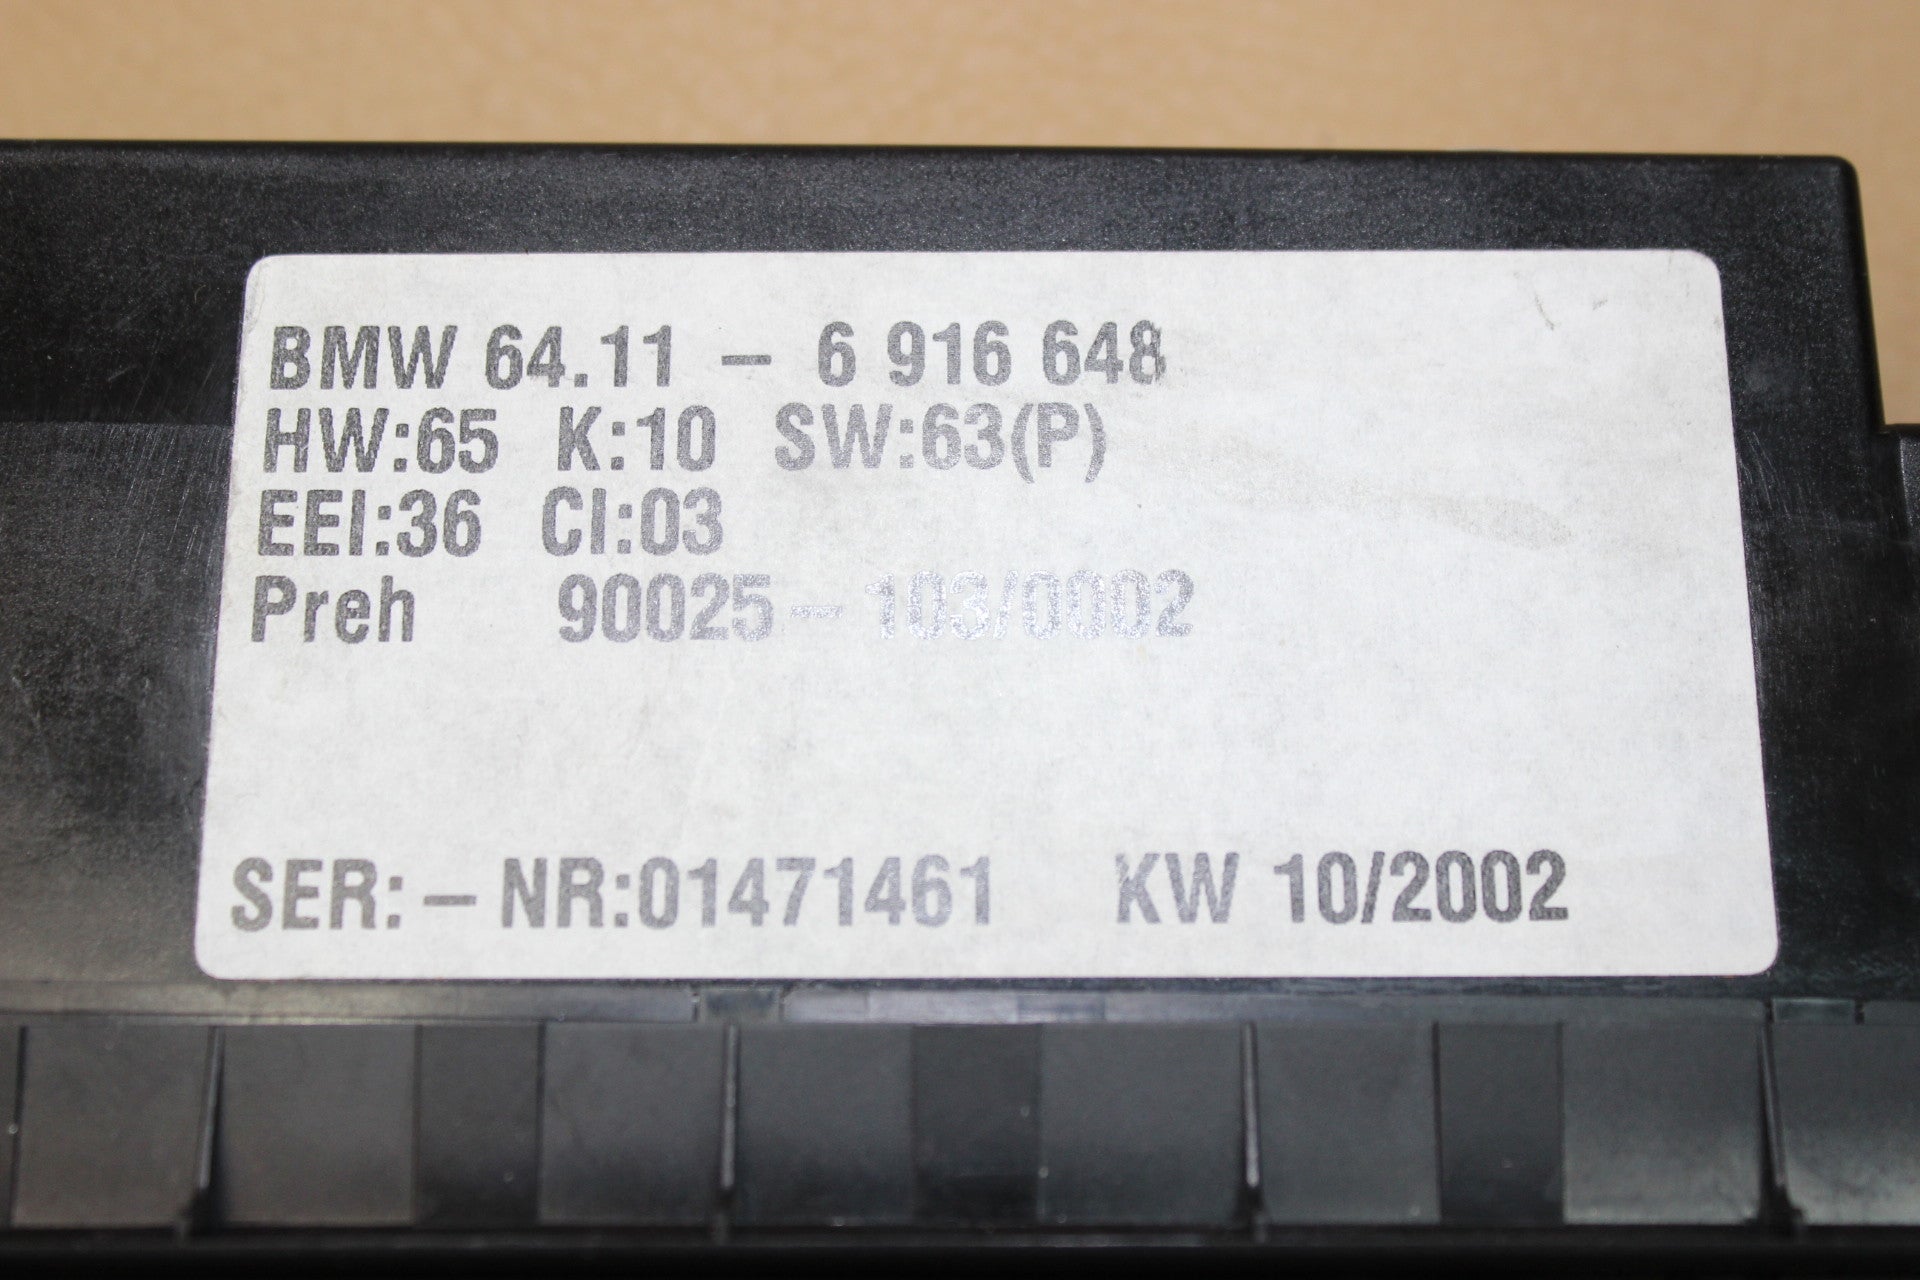 BMW 64.11 – 6 916 648
HW:65 K:10 SW:63(P)
EEI:36 CI:03
Preh 90025– 103/0002
SER: – NR:01471461 KW 10/2002